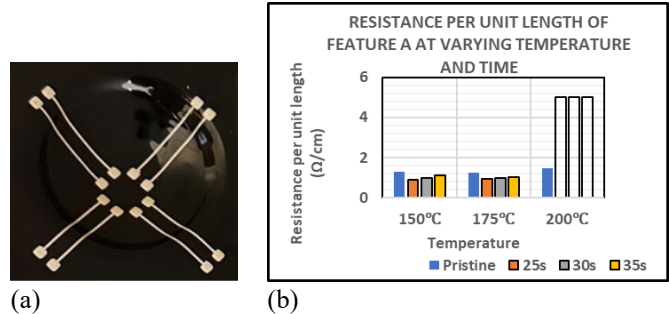 RESISTANCE PER UNIT LENGTH OF
FEATURE A AT VARYING TEMPERATURE
AND TIME
Resistance per unit length
(Ω/cm)
6
4
2
0
150℃ 175℃ 200℃
Temperature
Pristine 25s 30s 35s
(a) (b)